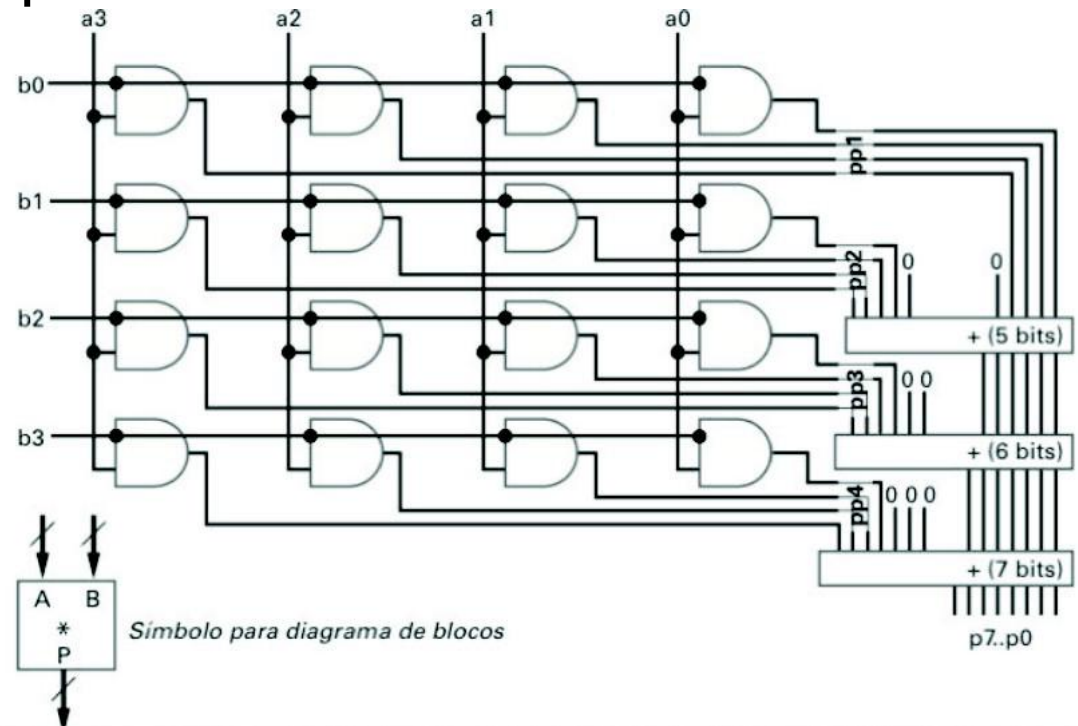 a3 a2 a1 a0
b0
pp1
b1
pp2 0 0
+ (5 bits)
b2
pp3 0 0
+ (6 bits)
b3
pp4 0 0 0
+ (7 bits)
A B
*
P
Símbolo para diagrama de blocos
p7..p0